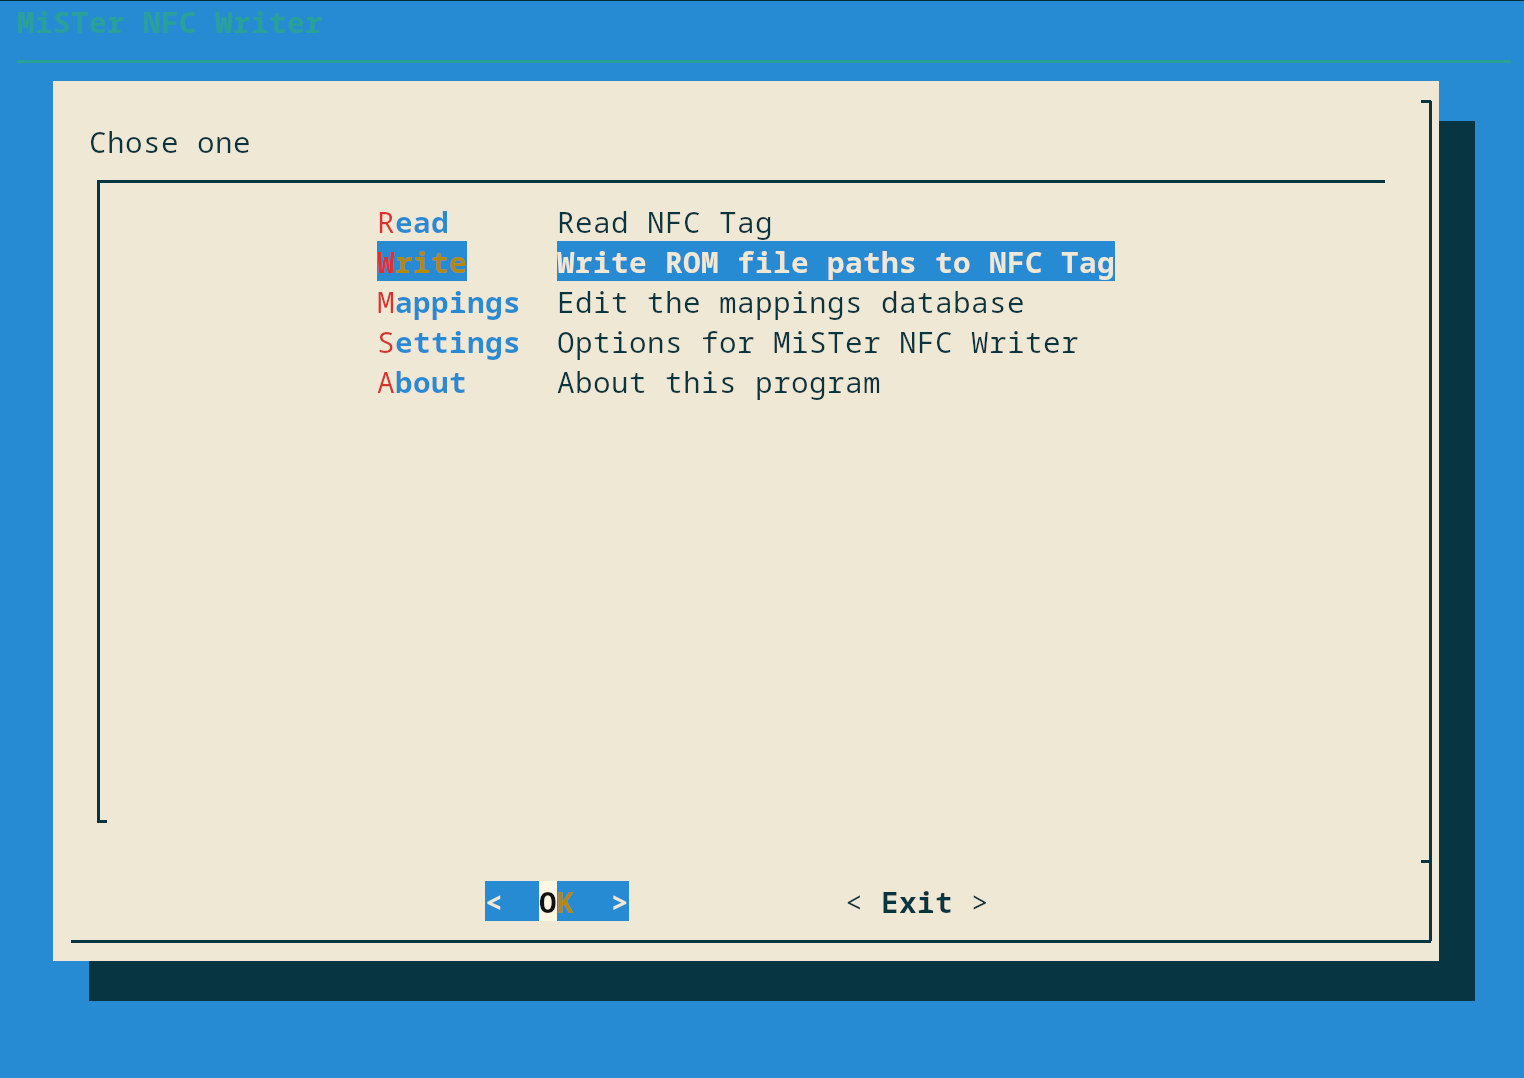 MiSTer NFC Writer
Chose one
Read Read NFC Tag
Write Write ROM file paths to NFC Tag
Mappings Edit the mappings database
Settings Options for MiSTer NFC Writer
About About this program
< OK > < Exit >